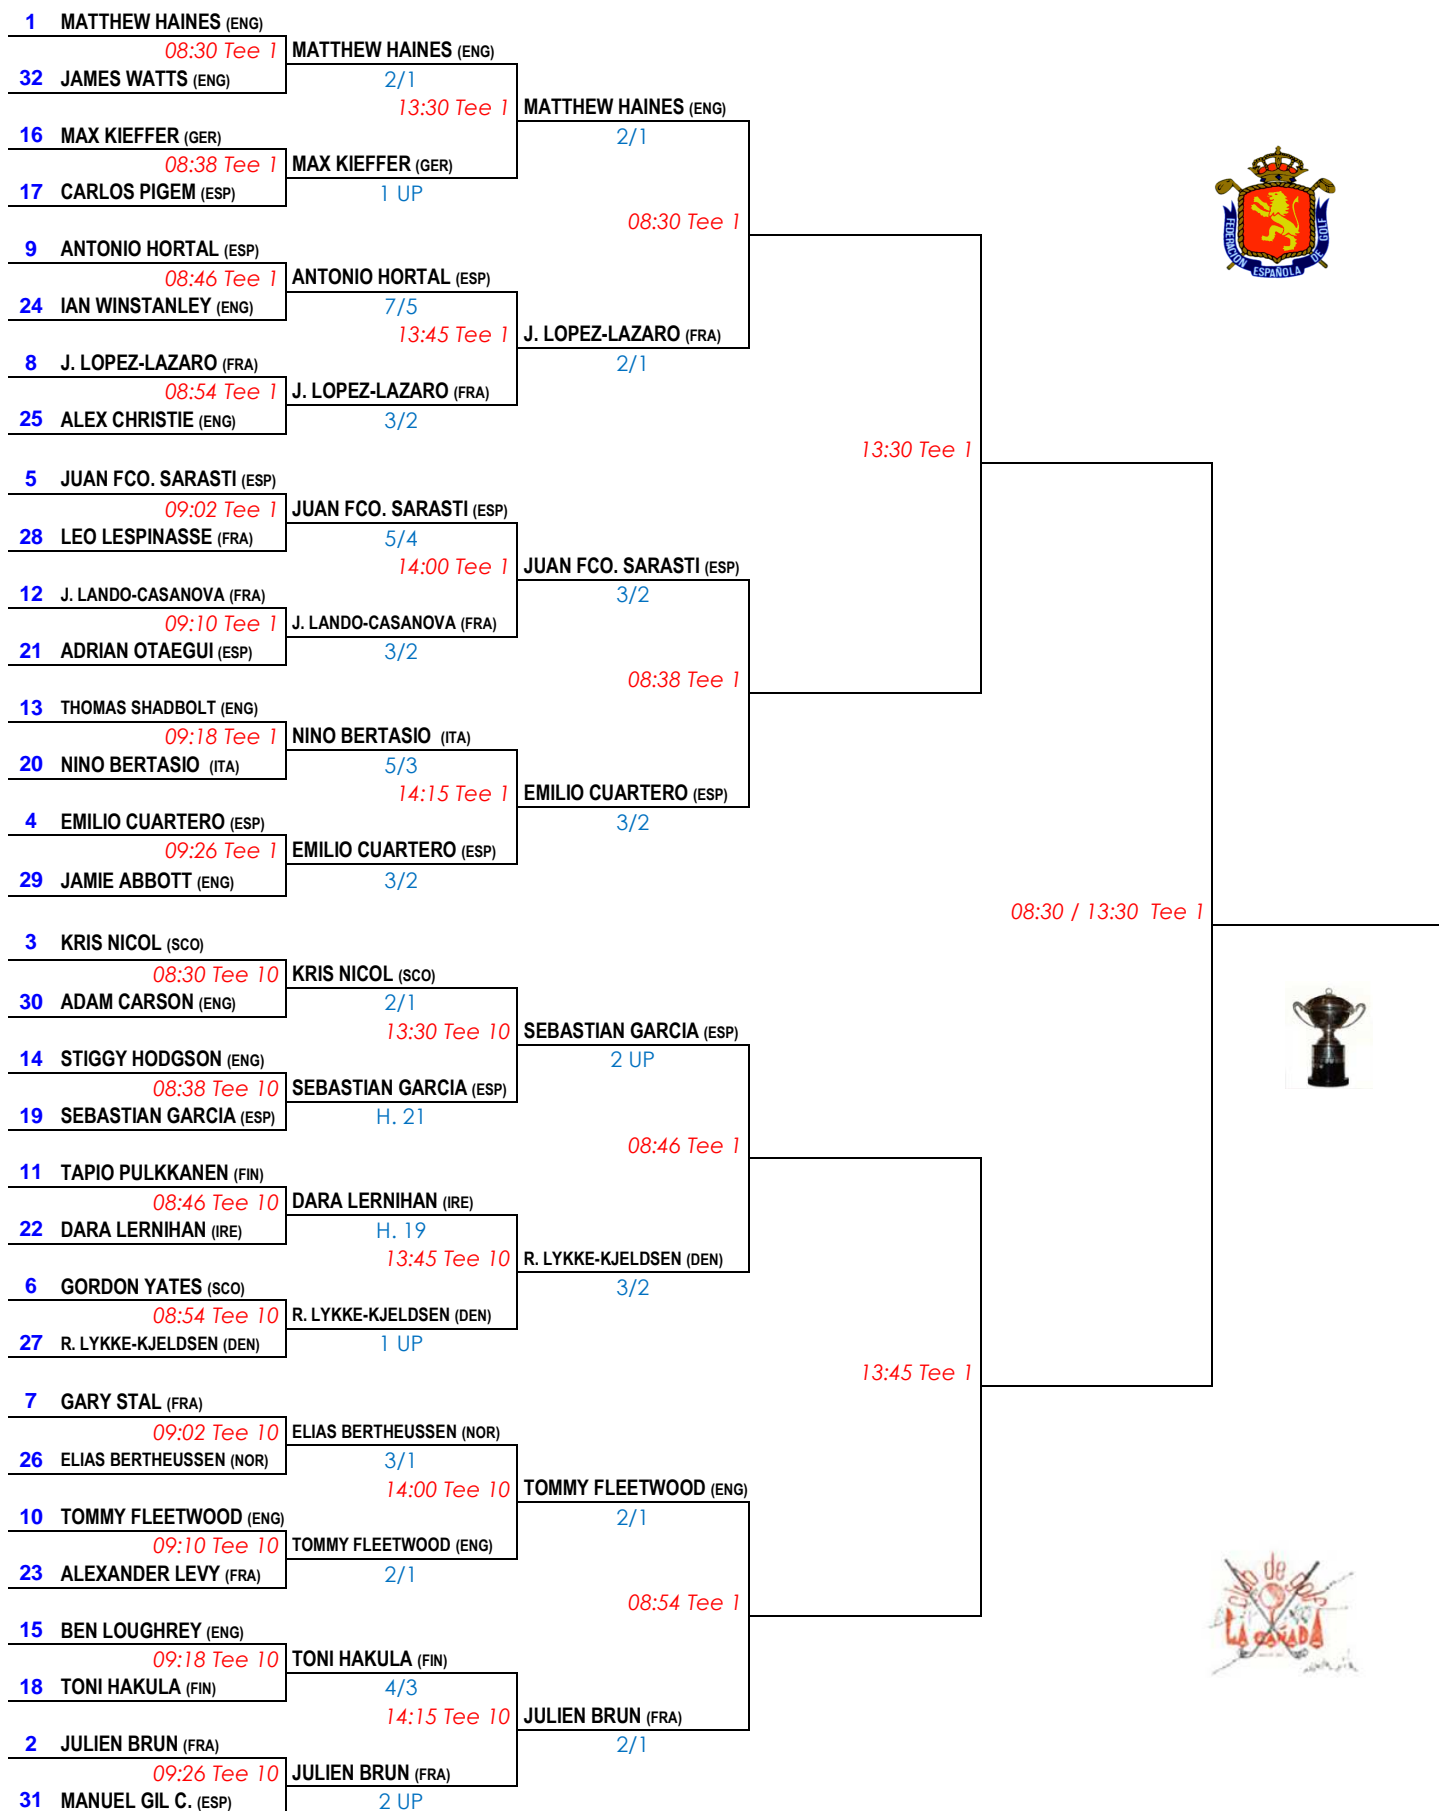 1 MATTHEW HAINES (ENG)
08:30 Tee 1 MATTHEW HAINES (ENG)
32 JAMES WATTS (ENG) 2/1
13:30 Tee 1 MATTHEW HAINES (ENG)
16 MAX KIEFFER (GER) 2/1
08:38 Tee 1 MAX KIEFFER (GER)
17 CARLOS PIGEM (ESP) 1 UP
08:30 Tee 1
9 ANTONIO HORTAL (ESP)
08:46 Tee 1 ANTONIO HORTAL (ESP)
24 IAN WINSTANLEY (ENG) 7/5
13:45 Tee 1 J. LOPEZ-LAZARO (FRA)
8 J. LOPEZ-LAZARO (FRA) 2/1
08:54 Tee 1 J. LOPEZ-LAZARO (FRA)
25 ALEX CHRISTIE (ENG) 3/2
13:30 Tee 1
5 JUAN FCO. SARASTI (ESP)
09:02 Tee 1 JUAN FCO. SARASTI (ESP)
28 LEO LESPINASSE (FRA) 5/4
14:00 Tee 1 JUAN FCO. SARASTI (ESP)
12 J. LANDO-CASANOVA (FRA) 3/2
09:10 Tee 1 J. LANDO-CASANOVA (FRA)
21 ADRIAN OTAEGUI (ESP) 3/2
08:38 Tee 1
13 THOMAS SHADBOLT (ENG)
09:18 Tee 1 NINO BERTASIO (ITA)
20 NINO BERTASIO (ITA) 5/3
14:15 Tee 1 EMILIO CUARTERO (ESP)
4 EMILIO CUARTERO (ESP) 3/2
09:26 Tee 1 EMILIO CUARTERO (ESP)
29 JAMIE ABBOTT (ENG) 3/2
08:30 / 13:30 Tee 1
3 KRIS NICOL (SCO)
08:30 Tee 10 KRIS NICOL (SCO)
30 ADAM CARSON (ENG) 2/1
13:30 Tee 10 SEBASTIAN GARCIA (ESP)
14 STIGGY HODGSON (ENG) 2 UP
08:38 Tee 10 SEBASTIAN GARCIA (ESP)
19 SEBASTIAN GARCIA (ESP) H. 21
08:46 Tee 1
11 TAPIO PULKKANEN (FIN)
08:46 Tee 10 DARA LERNIHAN (IRE)
22 DARA LERNIHAN (IRE) H. 19
13:45 Tee 10 R. LYKKE-KJELDSEN (DEN)
6 GORDON YATES (SCO) 3/2
08:54 Tee 10 R. LYKKE-KJELDSEN (DEN)
27 R. LYKKE-KJELDSEN (DEN) 1 UP
13:45 Tee 1
7 GARY STAL (FRA)
09:02 Tee 10 ELIAS BERTHEUSSEN (NOR)
26 ELIAS BERTHEUSSEN (NOR) 3/1
14:00 Tee 10 TOMMY FLEETWOOD (ENG)
10 TOMMY FLEETWOOD (ENG) 2/1
09:10 Tee 10 TOMMY FLEETWOOD (ENG)
23 ALEXANDER LEVY (FRA) 2/1
08:54 Tee 1
15 BEN LOUGHREY (ENG)
09:18 Tee 10 TONI HAKULA (FIN)
18 TONI HAKULA (FIN) 4/3
14:15 Tee 10 JULIEN BRUN (FRA)
2 JULIEN BRUN (FRA) 2/1
09:26 Tee 10 JULIEN BRUN (FRA)
31 MANUEL GIL C. (ESP) 2 UP
FEDERACION ESPAÑOLA DE GOLF
de
LA CAÑADA